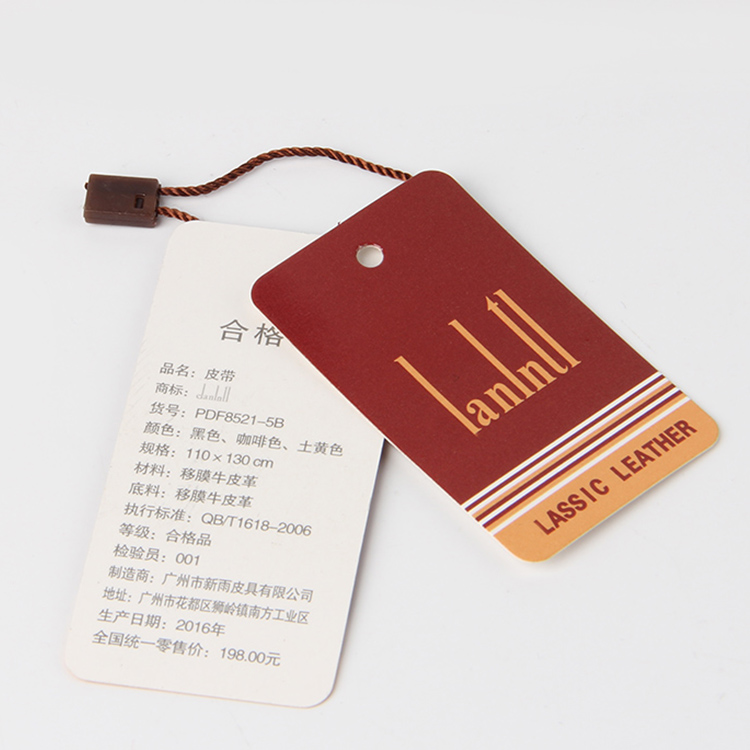 合格
品名：皮带
商标：danlntl
货号：PDF8521-5B
颜色：黑色、咖啡色、土黄色
规格：110×130cm
材料：移膜牛皮革
底料：移膜牛皮革
执行标准：QB/T1618-2006
等级：合格品
检验员：001
制造商：广州市新雨皮具有限公司
地址：广州市花都区狮岭镇南方工业区
生产日期：2016年
全国统一零售价：198.00元
lanlntl
LASSIC LEATHER